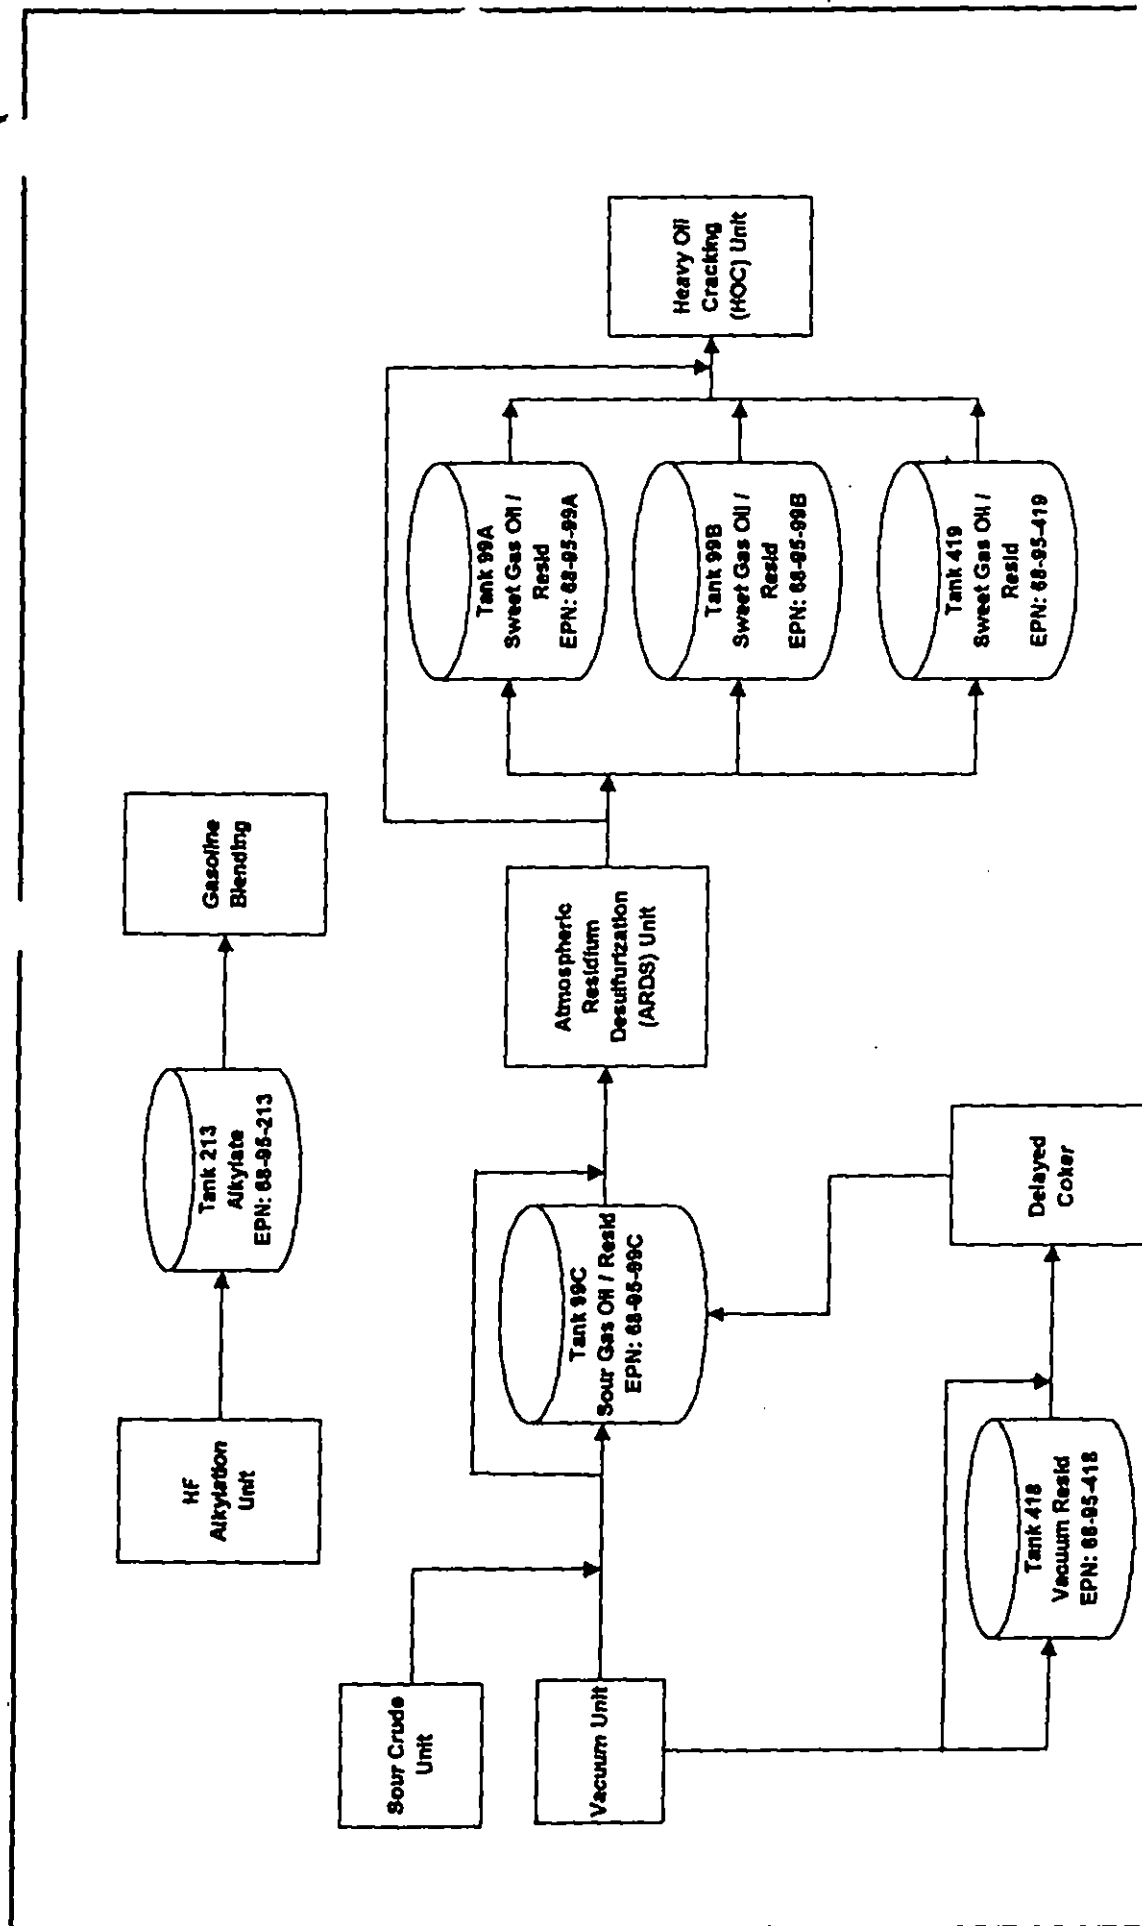 HF
Alkylation
Unit
Tank 213
Alkylate
EPN: 68-95-213
Gasoline
Blending
Sour Crude
Unit
Vacuum Unit
Tank 99C
Sour Gas Oil / Resid
EPN: 68-95-99C
Atmospheric
Residium
Desulfurization
(ARDS) Unit
Tank 99A
Sweet Gas Oil /
Resid
EPN: 68-95-99A
Tank 99B
Sweet Gas Oil /
Resid
EPN: 68-95-99B
Tank 419
Sweet Gas Oil /
Resid
EPN: 68-95-419
Heavy Oil
Cracking
(HOC) Unit
Tank 418
Vacuum Resid
EPN: 68-95-418
Delayed
Coker